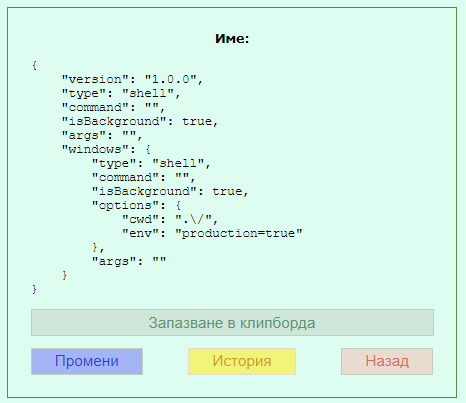 Име:
{
    "version": "1.0.0",
    "type": "shell",
    "command": "",
    "isBackground": true,
    "args": "",
    "windows": {
        "type": "shell",
        "command": "",
        "isBackground": true,
        "options": {
            "cwd": ".\/",
            "env": "production=true"
        },
        "args": ""
    }
}
Запазване в клипборда
Промени История Назад